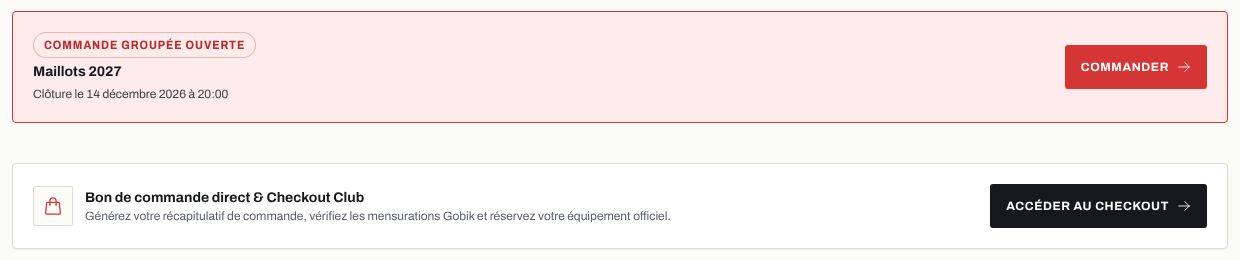 COMMANDE GROUPÉE OUVERTE
Maillots 2027
Clôture le 14 décembre 2026 à 20:00
COMMANDER →
Bon de commande direct & Checkout Club
Générez votre récapitulatif de commande, vérifiez les mensurations Gobik et réservez votre équipement officiel.
ACCÉDER AU CHECKOUT →